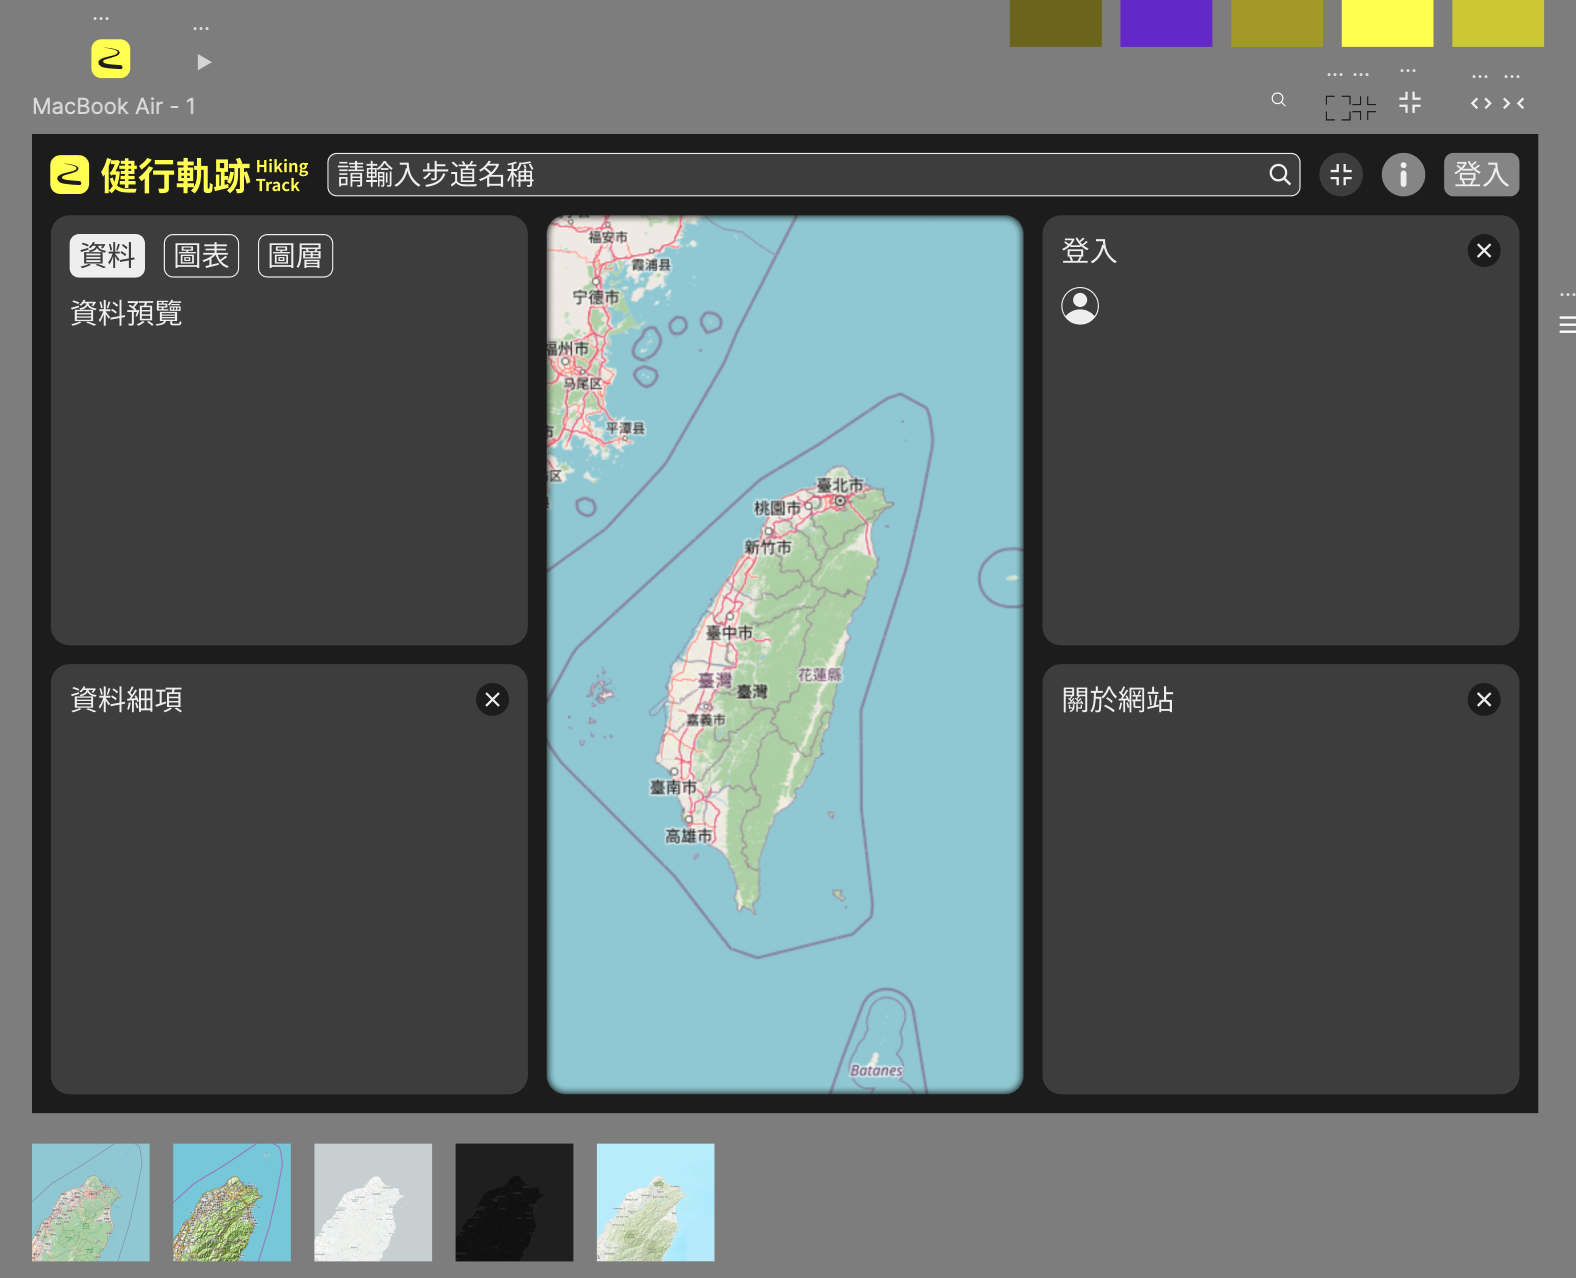 MacBook Air - 1
健行軌跡
Hiking
Track
請輸入步道名稱
登入
資料
圖表
圖層
資料預覽
登入
資料細項
關於網站
福安市
霞浦县
宁德市
福州市
马尾区
平潭县
臺北市
桃園市
新竹市
臺中市
臺灣
臺灣
花蓮縣
嘉義市
臺南市
高雄市
Batanes